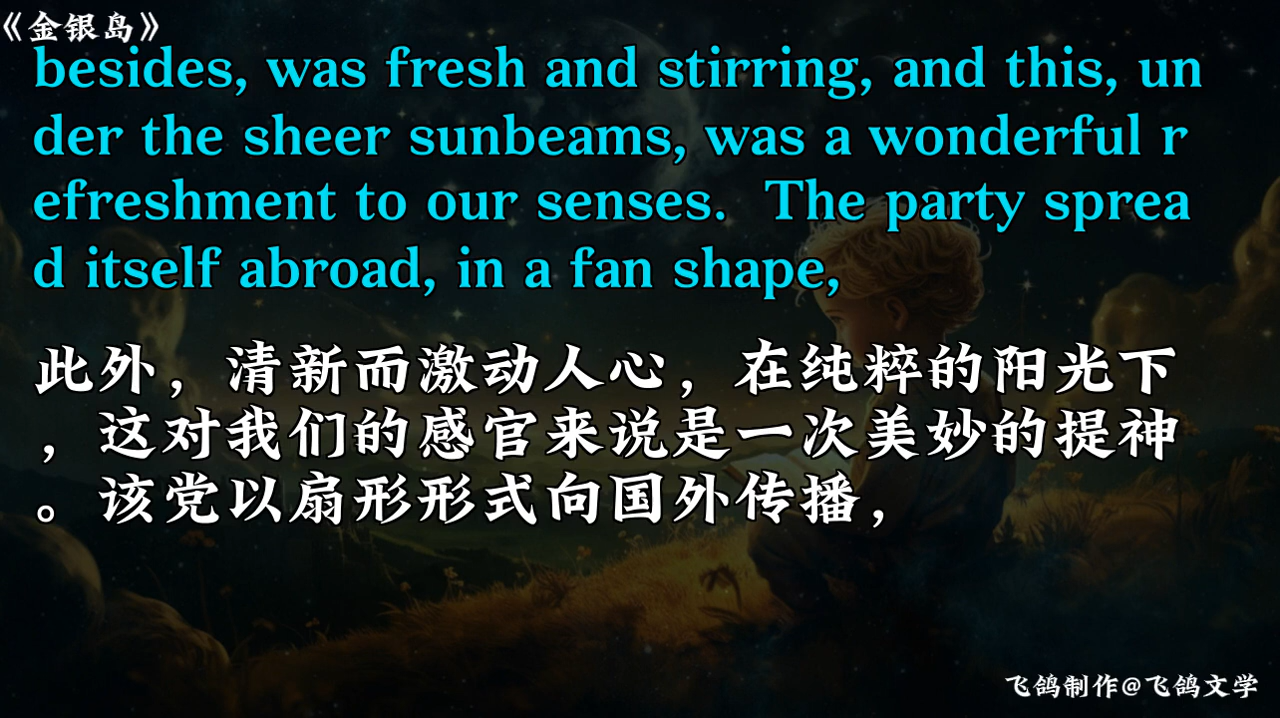 《金银岛》
besides, was fresh and stirring, and this, un
der the sheer sunbeams, was a wonderful r
efreshment to our senses.  The party sprea
d itself abroad, in a fan shape,
此外，清新而激动人心，在纯粹的阳光下
，这对我们的感官来说是一次美妙的提神
。该党以扇形形式向国外传播，
飞鸽制作@飞鸽文学